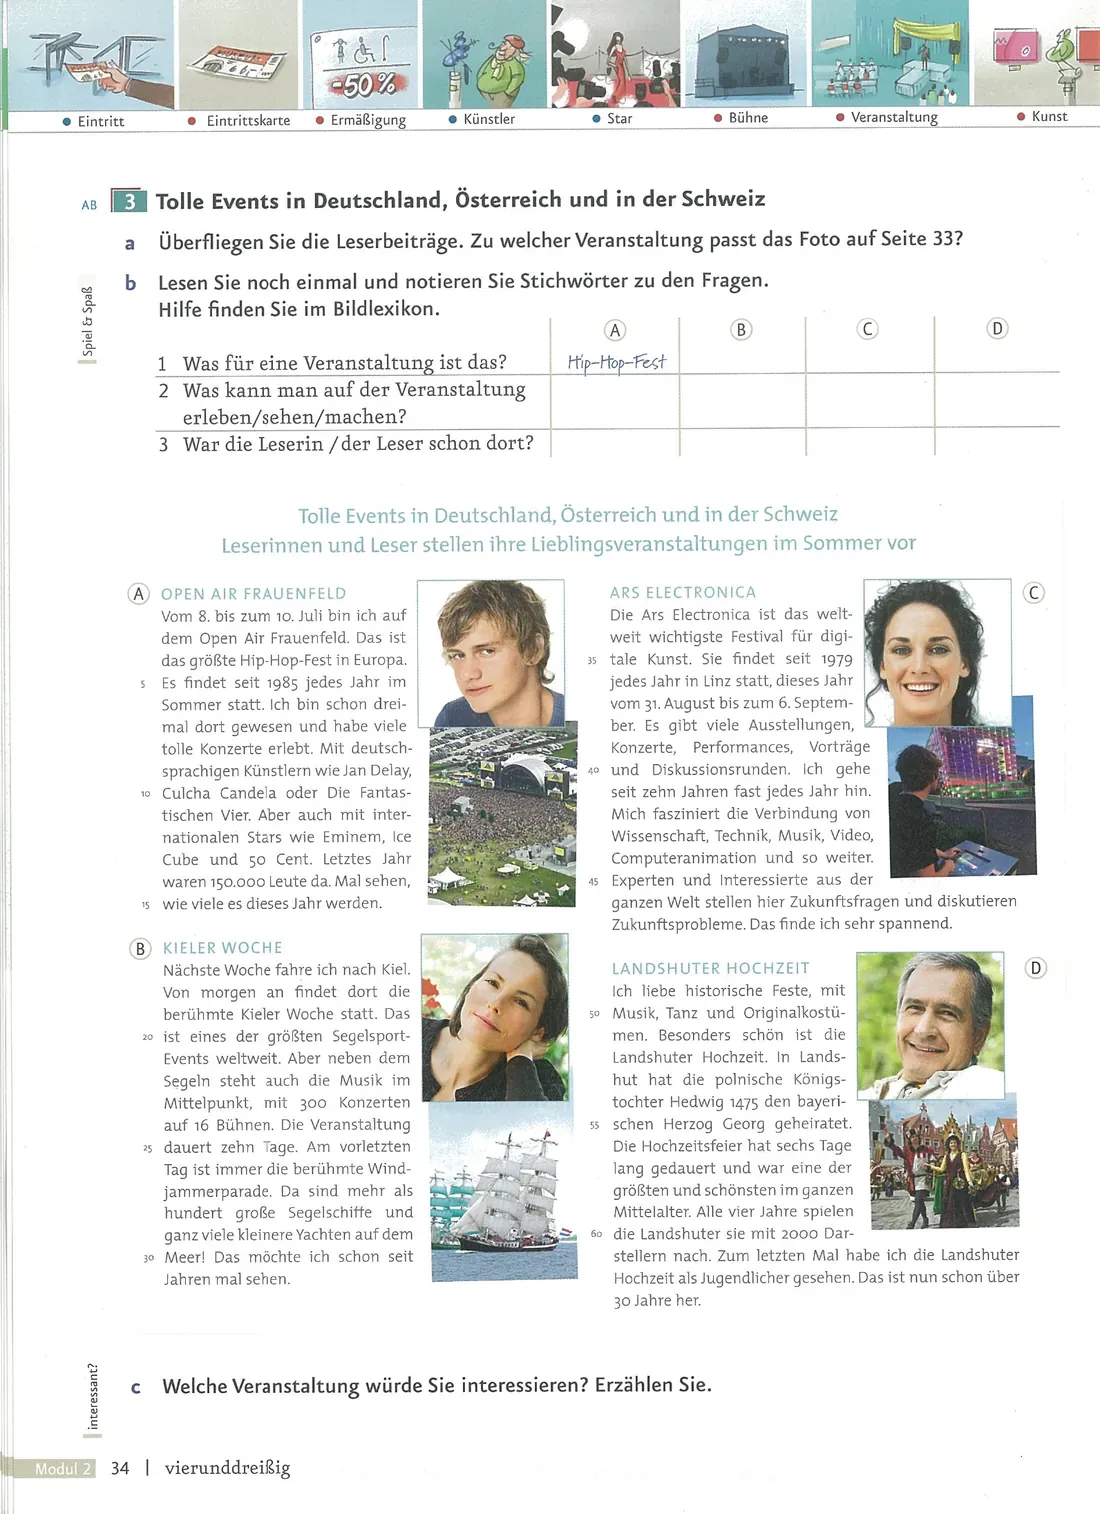 Eintritt
Eintrittskarte
Ermäßigung
-50%
Künstler
Star
Bühne
Veranstaltung
Kunst
AB 3 Tolle Events in Deutschland, Österreich und in der Schweiz
a Überfliegen Sie die Leserbeiträge. Zu welcher Veranstaltung passt das Foto auf Seite 33?
Spiel & Spaß
b Lesen Sie noch einmal und notieren Sie Stichwörter zu den Fragen.
Hilfe finden Sie im Bildlexikon.
A B C D
1 Was für eine Veranstaltung ist das? Hip-Hop-Fest
2 Was kann man auf der Veranstaltung
erleben/sehen/machen?
3 War die Leserin / der Leser schon dort?
Tolle Events in Deutschland, Österreich und in der Schweiz
Leserinnen und Leser stellen ihre Lieblingsveranstaltungen im Sommer vor
A OPEN AIR FRAUENFELD
Vom 8. bis zum 10. Juli bin ich auf
dem Open Air Frauenfeld. Das ist
das größte Hip-Hop-Fest in Europa.
5 Es findet seit 1985 jedes Jahr im
Sommer statt. Ich bin schon drei-
mal dort gewesen und habe viele
tolle Konzerte erlebt. Mit deutsch-
sprachigen Künstlern wie Jan Delay,
10 Culcha Candela oder Die Fantas-
tischen Vier. Aber auch mit inter-
nationalen Stars wie Eminem, Ice
Cube und 50 Cent. Letztes Jahr
waren 150.000 Leute da. Mal sehen,
15 wie viele es dieses Jahr werden.
B KIELER WOCHE
Nächste Woche fahre ich nach Kiel.
Von morgen an findet dort die
berühmte Kieler Woche statt. Das
20 ist eines der größten Segelsport-
Events weltweit. Aber neben dem
Segeln steht auch die Musik im
Mittelpunkt, mit 300 Konzerten
auf 16 Bühnen. Die Veranstaltung
25 dauert zehn Tage. Am vorletzten
Tag ist immer die berühmte Wind-
jammerparade. Da sind mehr als
hundert große Segelschiffe und
ganz viele kleinere Yachten auf dem
30 Meer! Das möchte ich schon seit
Jahren mal sehen.
C ARS ELECTRONICA
Die Ars Electronica ist das welt-
weit wichtigste Festival für digi-
35 tale Kunst. Sie findet seit 1979
jedes Jahr in Linz statt, dieses Jahr
vom 31. August bis zum 6. Septem-
ber. Es gibt viele Ausstellungen,
Konzerte, Performances, Vorträge
40 und Diskussionsrunden. Ich gehe
seit zehn Jahren fast jedes Jahr hin.
Mich fasziniert die Verbindung von
Wissenschaft, Technik, Musik, Video,
Computeranimation und so weiter.
45 Experten und Interessierte aus der
ganzen Welt stellen hier Zukunftsfragen und diskutieren
Zukunftsprobleme. Das finde ich sehr spannend.
D LANDSHUTER HOCHZEIT
Ich liebe historische Feste, mit
50 Musik, Tanz und Originalkostü-
men. Besonders schön ist die
Landshuter Hochzeit. In Lands-
hut hat die polnische Königs-
tochter Hedwig 1475 den bayeri-
55 schen Herzog Georg geheiratet.
Die Hochzeitsfeier hat sechs Tage
lang gedauert und war eine der
größten und schönsten im ganzen
Mittelalter. Alle vier Jahre spielen
60 die Landshuter sie mit 2000 Dar-
stellern nach. Zum letzten Mal habe ich die Landshuter
Hochzeit als Jugendlicher gesehen. Das ist nun schon über
30 Jahre her.
interessant?
c Welche Veranstaltung würde Sie interessieren? Erzählen Sie.
Modul 2 34 | vierunddreißig